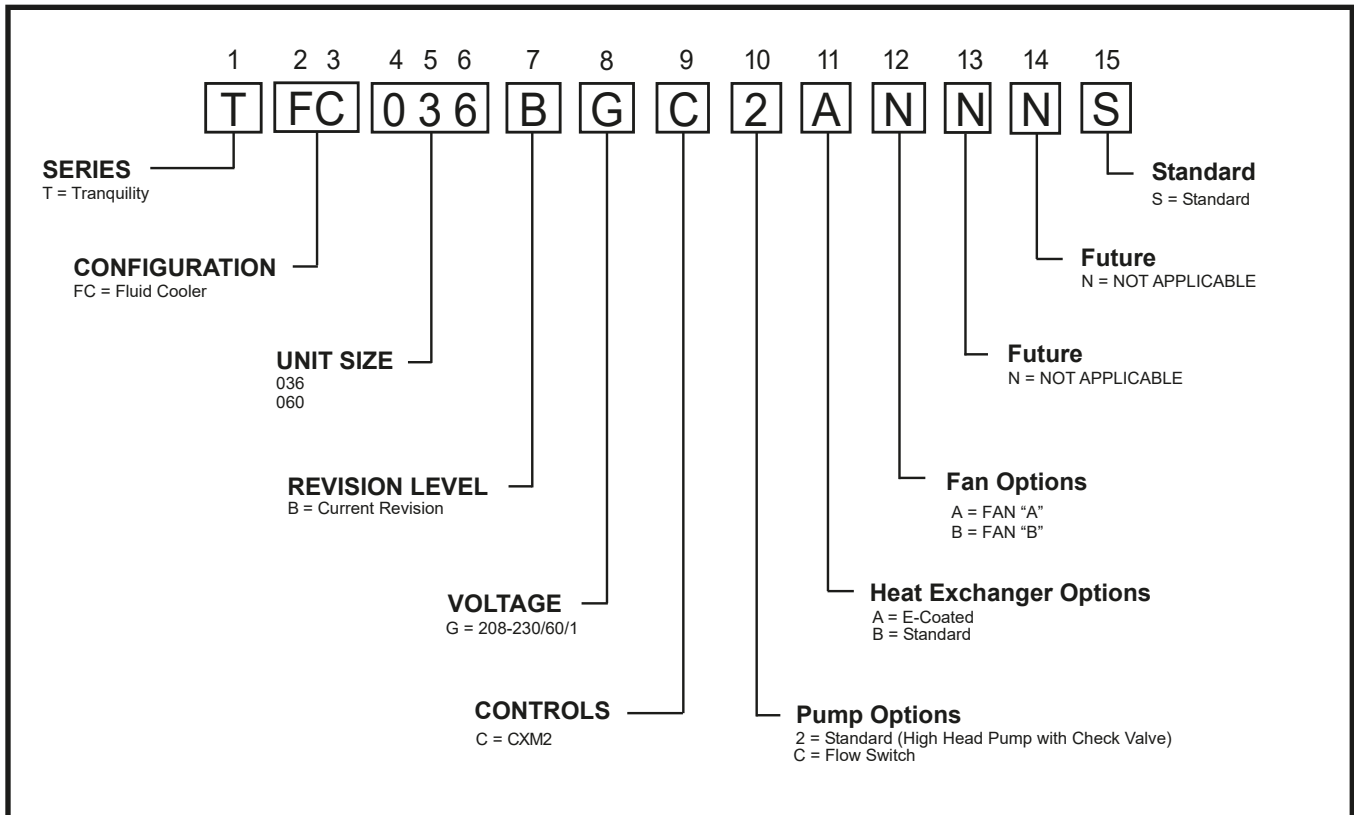 1 2 3 4 5 6 7 8 9 10 11 12 13 14 15
T FC 036 B G C 2 A N N N S
SERIES
T = Tranquility
CONFIGURATION
FC = Fluid Cooler
UNIT SIZE
036
060
REVISION LEVEL
B = Current Revision
VOLTAGE
G = 208-230/60/1
CONTROLS
C = CXM2
Standard
S = Standard
Future
N = NOT APPLICABLE
Future
N = NOT APPLICABLE
Fan Options
A = FAN “A”
B = FAN “B”
Heat Exchanger Options
A = E-Coated
B = Standard
Pump Options
2 = Standard (High Head Pump with Check Valve)
C = Flow Switch